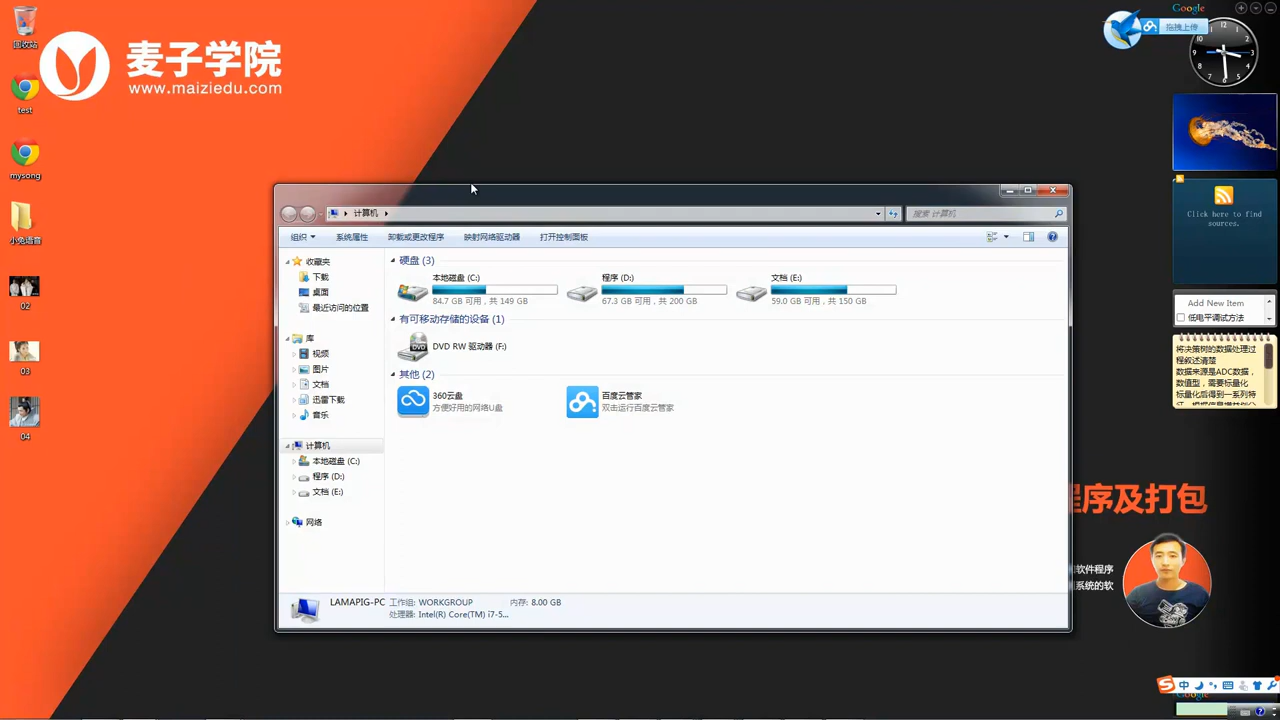 回收站
test
mysong
小兔语音
02
03
04
麦子学院
www.maiziedu.com
Google
拖拽上传
12
Click here to find
sources.
Add New Item
低电平调试方法
将决策树的数据处理过
程叙述清楚
数据来源是ADC数据，
数值型，需要标量化
标量化后得到一系列特
计算机
搜索 计算机
组织
系统属性
卸载或更改程序
映射网络驱动器
打开控制面板
收藏夹
下载
桌面
最近访问的位置
库
视频
图片
文档
迅雷下载
音乐
计算机
本地磁盘 (C:)
程序 (D:)
文档 (E:)
网络
硬盘 (3)
本地磁盘 (C:)
84.7 GB 可用，共 149 GB
程序 (D:)
67.3 GB 可用，共 200 GB
文档 (E:)
59.0 GB 可用，共 150 GB
有可移动存储的设备 (1)
DVD RW 驱动器 (F:)
其他 (2)
360云盘
方便好用的网络U盘
百度云管家
双击运行百度云管家
LAMAPIG-PC
工作组: WORKGROUP
内存: 8.00 GB
处理器: Intel(R) Core(TM) i7-5...
程序及打包
软件程序
系统的软
中
Google